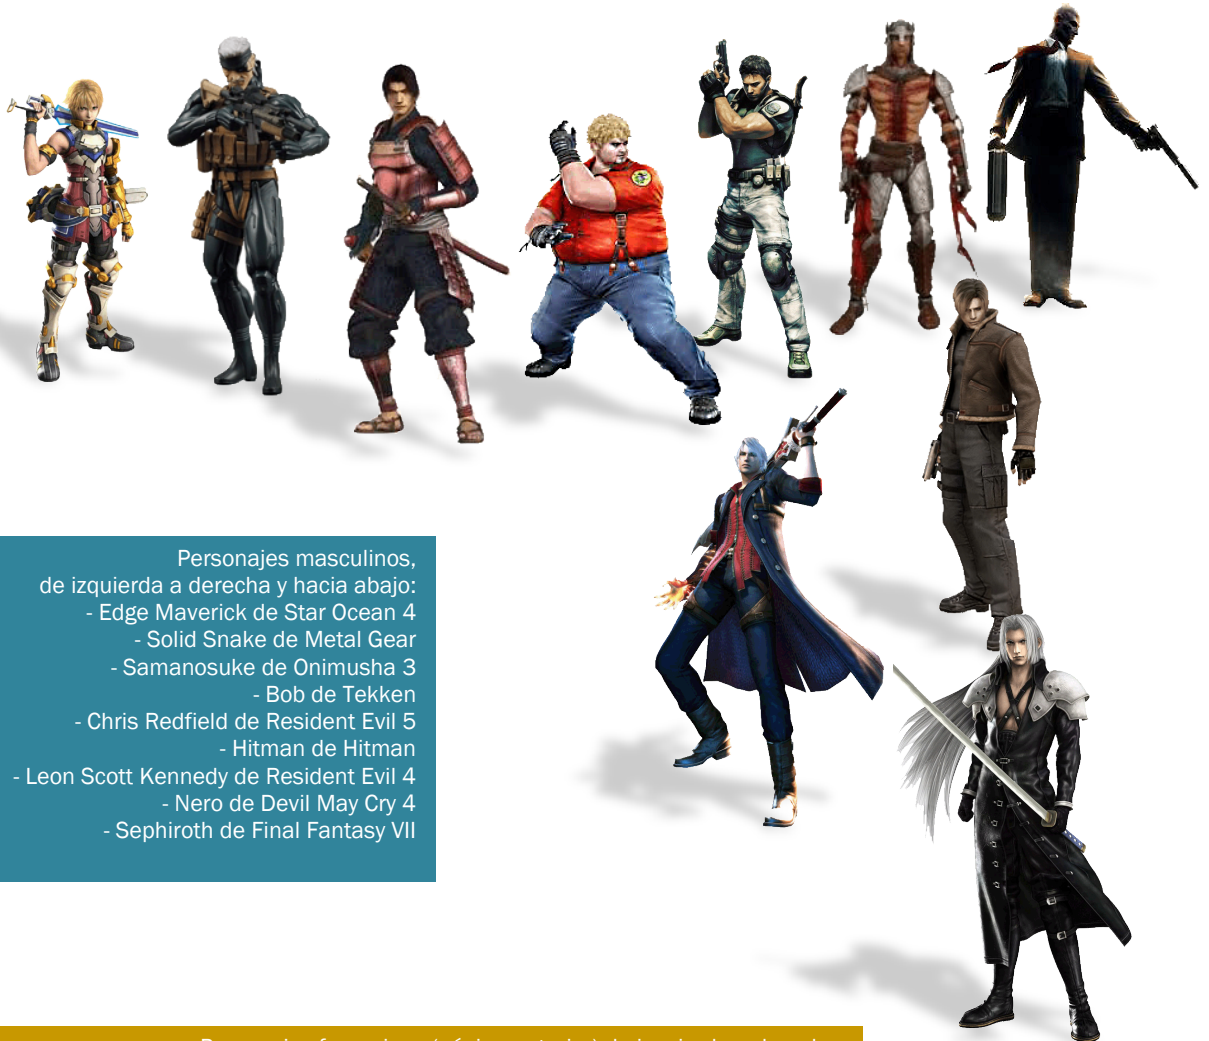 Personajes masculinos,
de izquierda a derecha y hacia abajo:
- Edge Maverick de Star Ocean 4
- Solid Snake de Metal Gear
- Samanosuke de Onimusha 3
- Bob de Tekken
- Chris Redfield de Resident Evil 5
- Hitman de Hitman
- Leon Scott Kennedy de Resident Evil 4
- Nero de Devil May Cry 4
- Sephiroth de Final Fantasy VII